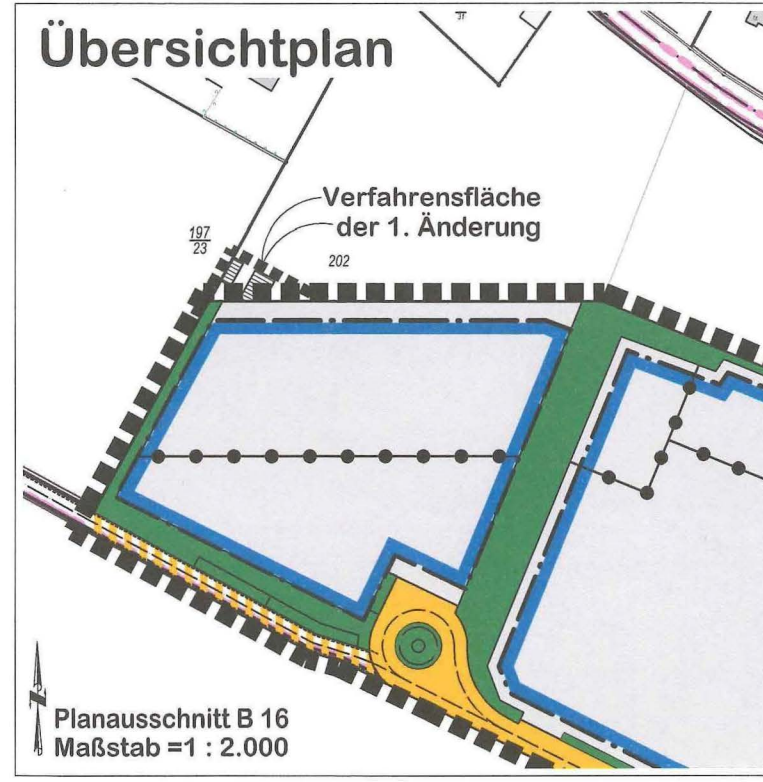 Übersichtplan
Verfahrensfläche
der 1. Änderung
197
23
202
Planausschnitt B 16
Maßstab =1 : 2.000